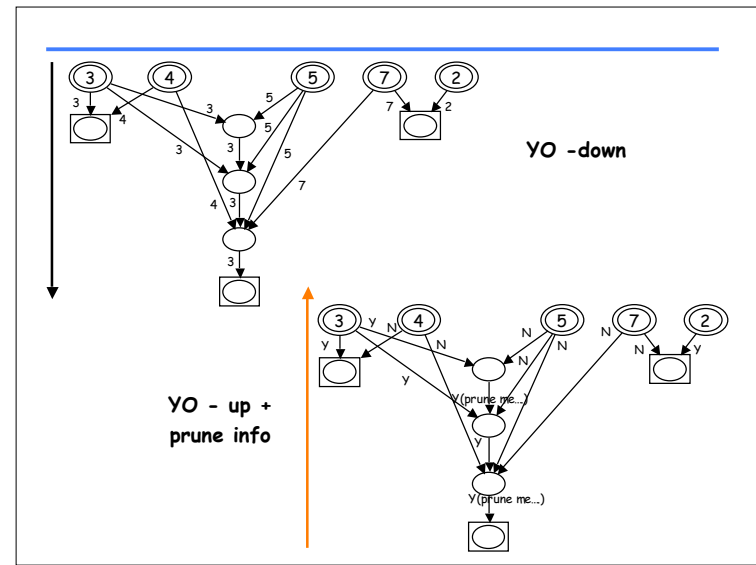 3 4 5 7 2
3 4 3 5 7 2
3 3 5 5
YO -down
4 3 7
3
3 4 5 7 2
y y N N N N N N N y
y
Y(prune me....)
YO - up +
prune info
y
Y(prune me....)